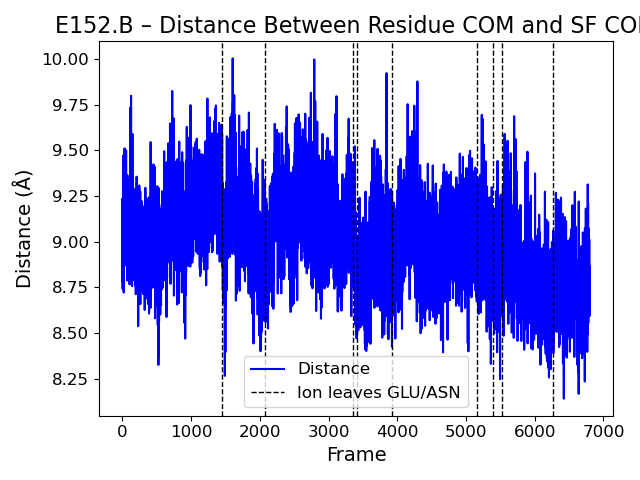 E152.B – Distance Between Residue COM and SF COM
Distance (Å)
10.00
9.75
9.50
9.25
9.00
8.75
8.50
8.25
Distance
Ion leaves GLU/ASN
0 1000 2000 3000 4000 5000 6000 7000
Frame